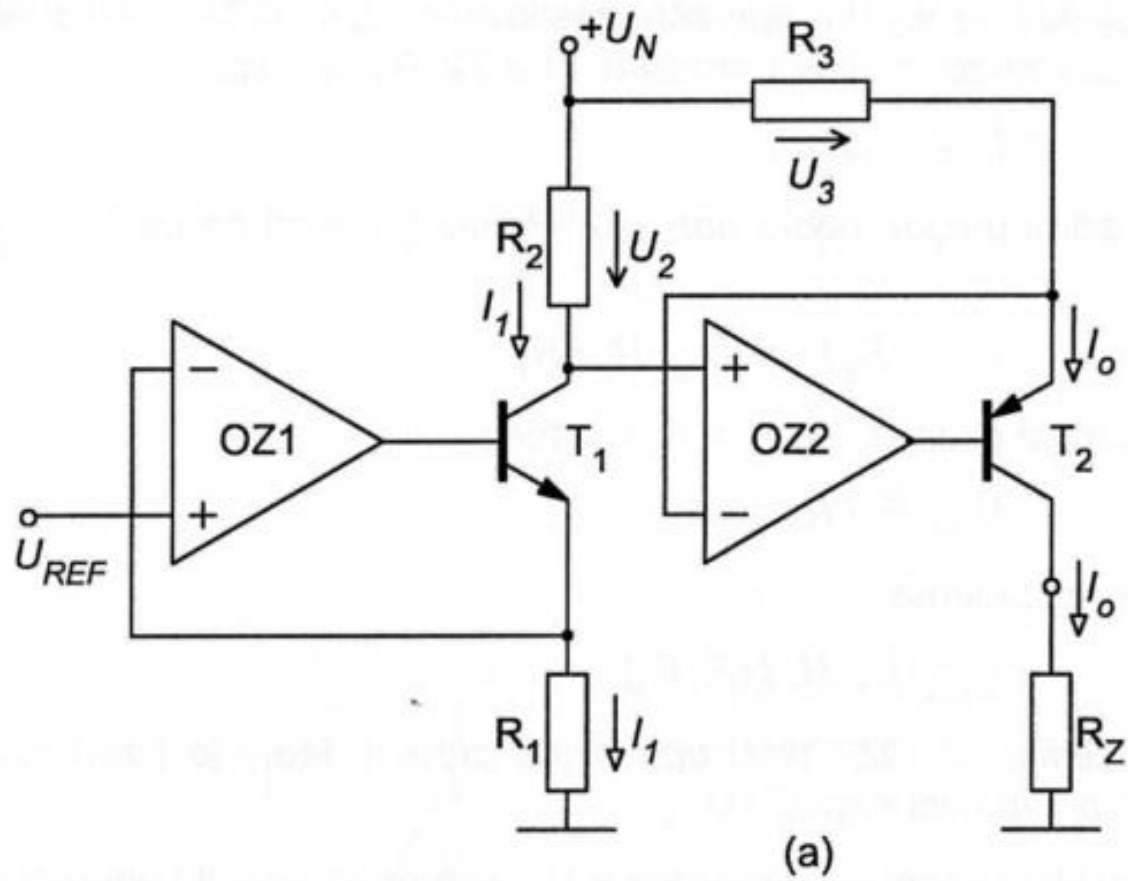 +U_N
R_3
U_3
R_2
U_2
I_1
I_o
−
+
OZ1
T_1
OZ2
T_2
+
−
U_REF
I_o
R_1
I_1
R_Z
(a)